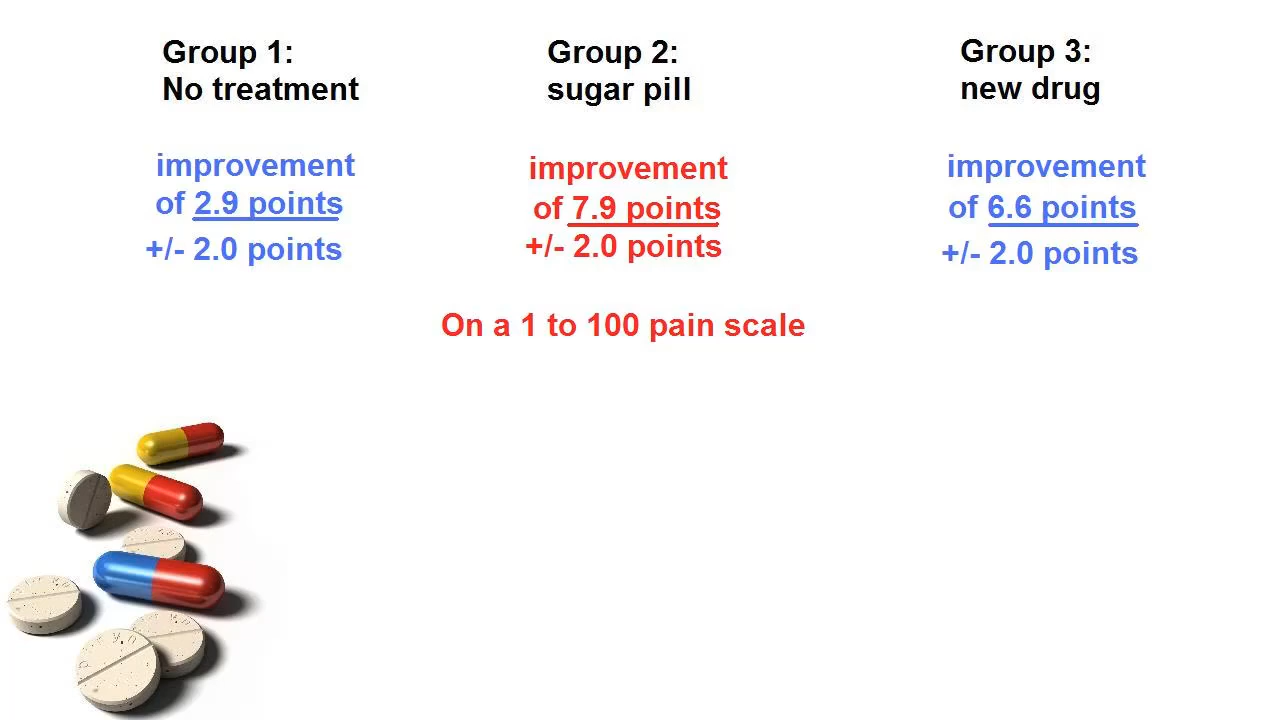 Group 1:
No treatment
improvement
of 2.9 points
+/- 2.0 points
Group 2:
sugar pill
improvement
of 7.9 points
+/- 2.0 points
Group 3:
new drug
improvement
of 6.6 points
+/- 2.0 points
On a 1 to 100 pain scale